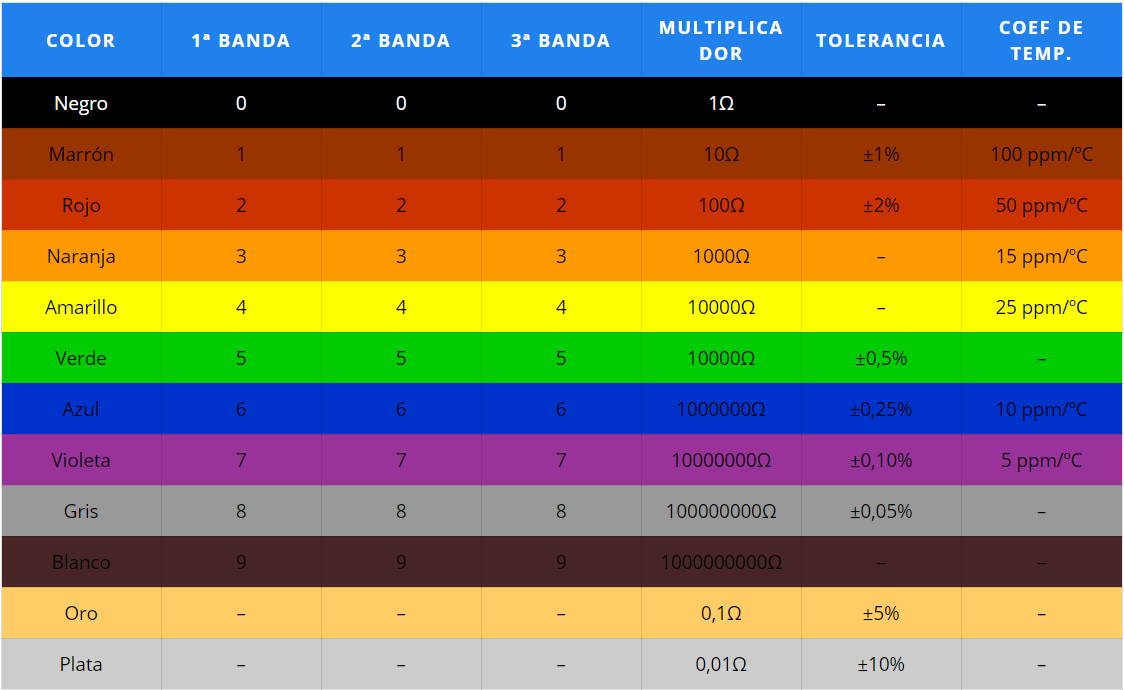 COLOR 1ª BANDA 2ª BANDA 3ª BANDA MULTIPLICA
DOR TOLERANCIA COEF DE
TEMP.
Negro 0 0 0 1Ω – –
Marrón 1 1 1 10Ω ±1% 100 ppm/ºC
Rojo 2 2 2 100Ω ±2% 50 ppm/ºC
Naranja 3 3 3 1000Ω – 15 ppm/ºC
Amarillo 4 4 4 10000Ω – 25 ppm/ºC
Verde 5 5 5 10000Ω ±0,5% –
Azul 6 6 6 1000000Ω ±0,25% 10 ppm/ºC
Violeta 7 7 7 10000000Ω ±0,10% 5 ppm/ºC
Gris 8 8 8 100000000Ω ±0,05% –
Blanco 9 9 9 1000000000Ω – –
Oro – – – 0,1Ω ±5% –
Plata – – – 0,01Ω ±10% –